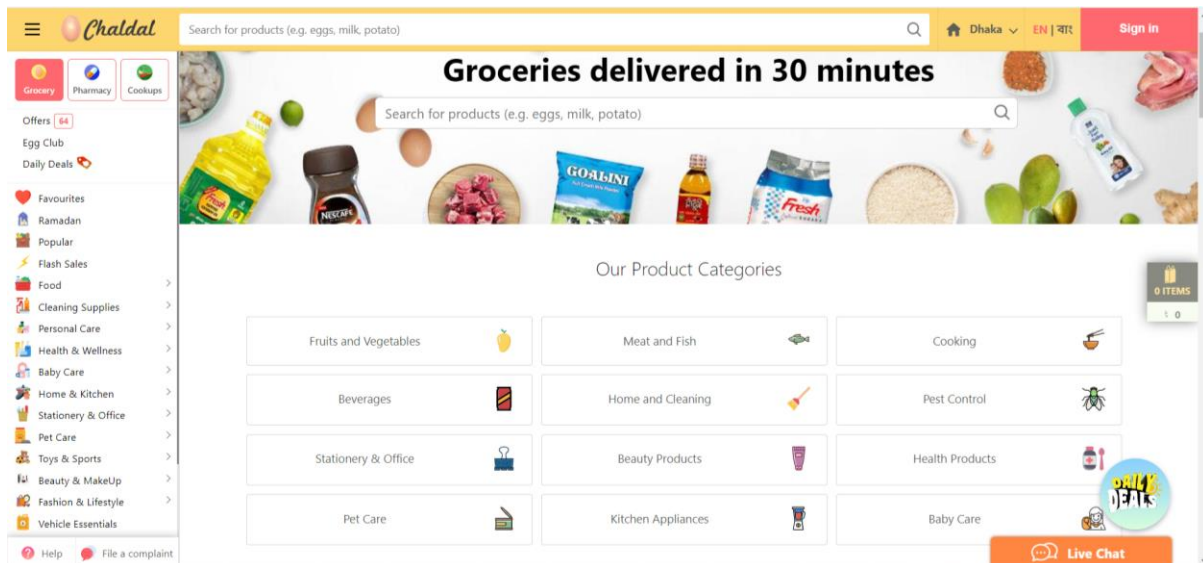 Chaldal
Search for products (e.g. eggs, milk, potato)
Dhaka
EN | বাং
Sign in
Grocery
Pharmacy
Cookups
Offers 64
Egg Club
Daily Deals
Favourites
Ramadan
Popular
Flash Sales
Food
Cleaning Supplies
Personal Care
Health & Wellness
Baby Care
Home & Kitchen
Stationery & Office
Pet Care
Toys & Sports
Beauty & MakeUp
Fashion & Lifestyle
Vehicle Essentials
Help
File a complaint
Groceries delivered in 30 minutes
Search for products (e.g. eggs, milk, potato)
Fresh
NESCAFE
GOALINI
Full Cream Milk Powder
Fresh
Our Product Categories
Fruits and Vegetables
Meat and Fish
Cooking
Beverages
Home and Cleaning
Pest Control
Stationery & Office
Beauty Products
Health Products
Pet Care
Kitchen Appliances
Baby Care
0 ITEMS
৳ 0
DAILY
DEALS
Live Chat